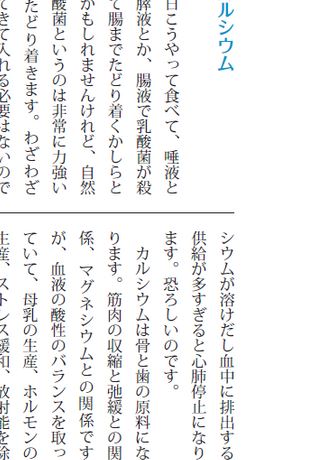 ルシウム
日こうやって食べて、唾液と
膵液とか、腸液で乳酸菌が殺
て腸までたどり着くかしらと
かもしれませんけれど、自然
酸菌というのは非常に力強い
たどり着きます。わざわざ
てきて入れる必要はないので
シウムが溶けだし血中に排出する
供給が多すぎると心肺停止になり
ます。恐ろしいのです。
カルシウムは骨と歯の原料にな
ります。筋肉の収縮と弛緩との関
係、マグネシウムとの関係です
が、血液の酸性のバランスを取っ
ていて、母乳の生産、ホルモンの
生産、ストレス緩和、放射能を除